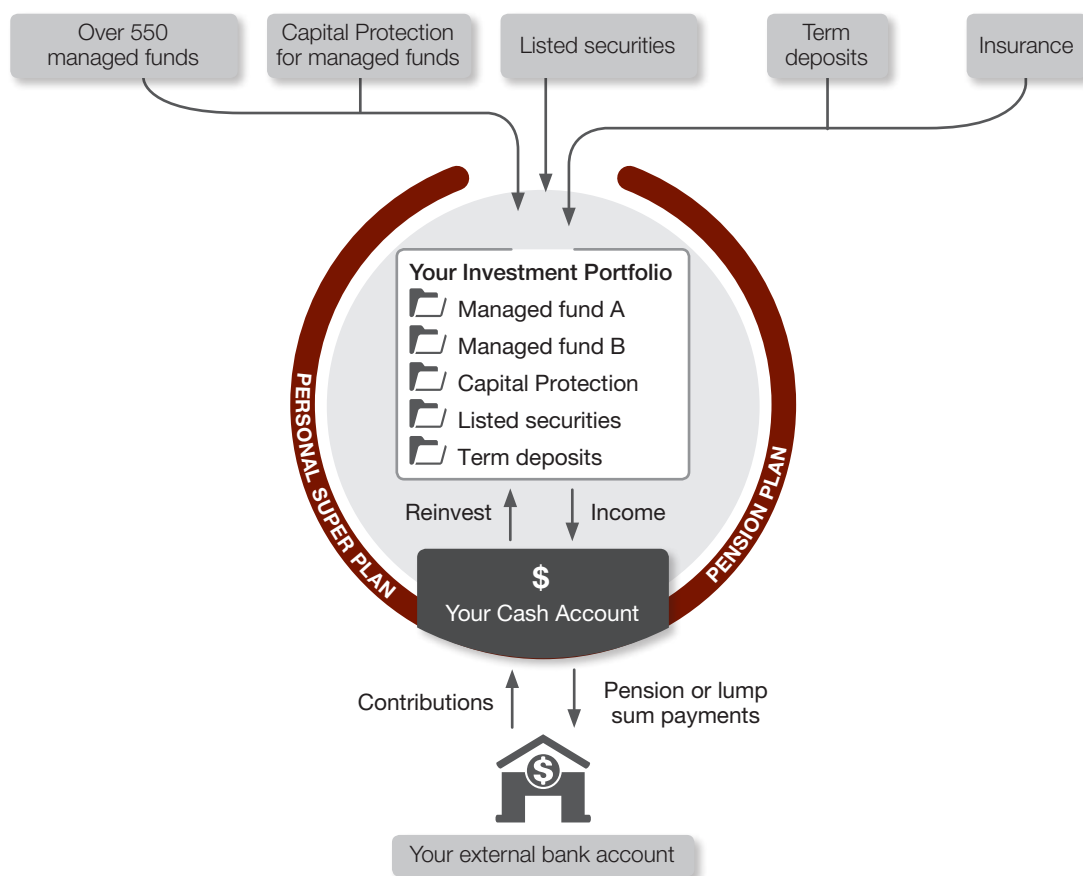 Over 550
managed funds
Capital Protection
for managed funds
Listed securities
Term
deposits
Insurance
Your Investment Portfolio
Managed fund A
Managed fund B
Capital Protection
Listed securities
Term deposits
PERSONAL SUPER PLAN
PENSION PLAN
Reinvest
Income
$
Your Cash Account
Contributions
Pension or lump
sum payments
$
Your external bank account